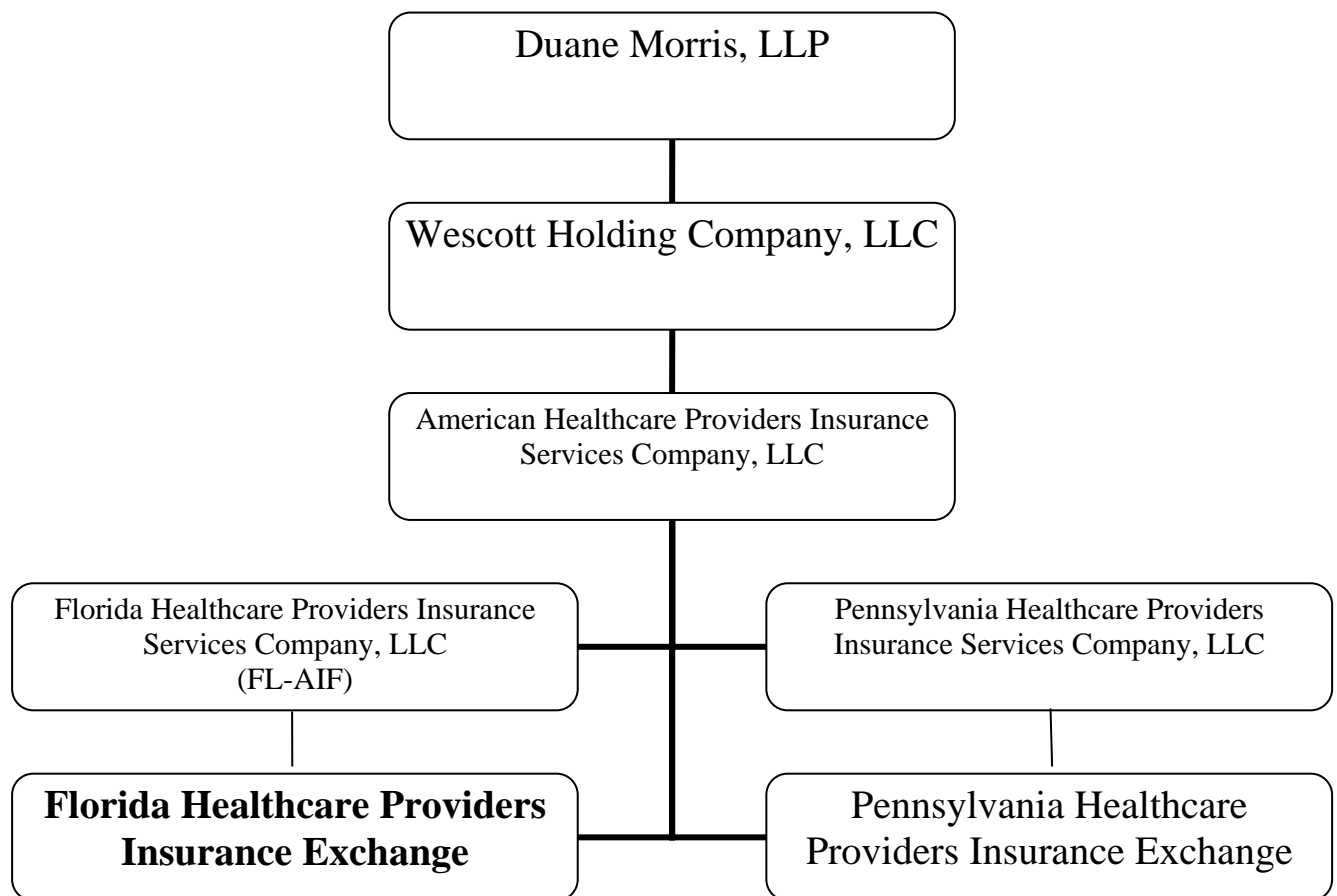 Duane Morris, LLP
Wescott Holding Company, LLC
American Healthcare Providers Insurance
Services Company, LLC
Florida Healthcare Providers Insurance
Services Company, LLC
(FL-AIF)
Pennsylvania Healthcare Providers
Insurance Services Company, LLC
Florida Healthcare Providers
Insurance Exchange
Pennsylvania Healthcare
Providers Insurance Exchange